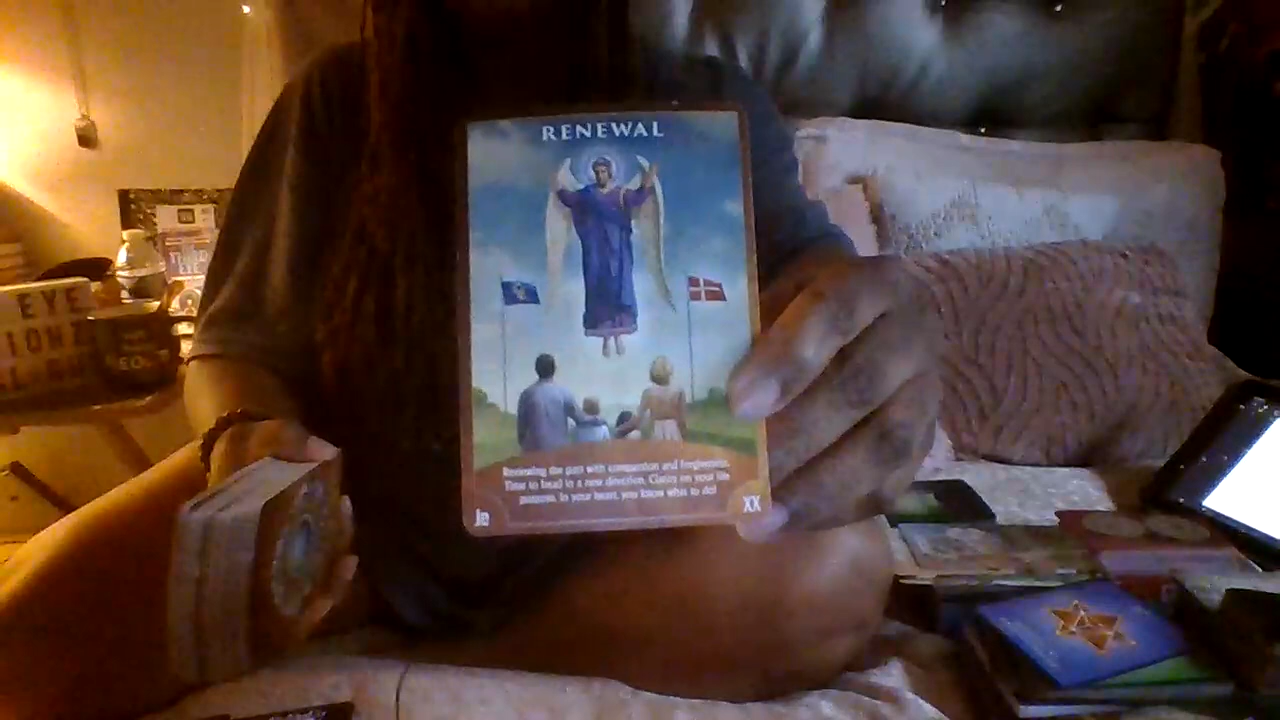 RENEWAL
Reviewing the past with compassion and forgiveness.
Time to head in a new direction. Clarity on your life
purpose. In your heart, you know what to do!
XX
EYE